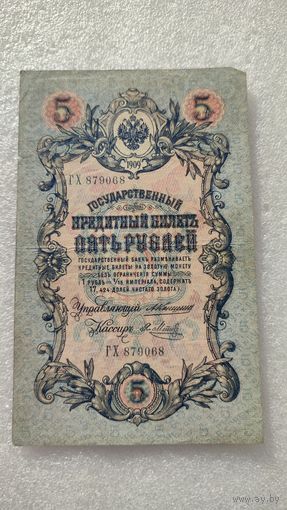 5 5
1909
ГХ 879068
ГОСУДАРСТВЕННЫЙ
КРЕДИТНЫЙ БИЛЕТЪ
ПЯТЬ РУБЛЕЙ
ГОСУДАРСТВЕННЫЙ БАНКЪ РАЗМѢНИВАЕТЪ
КРЕДИТНЫЕ БИЛЕТЫ НА ЗОЛОТУЮ МОНЕТУ
БЕЗЪ ОГРАНИЧЕНІЯ СУММЫ
(1 РУБЛЬ = 1/15 ИМПЕРІАЛА, СОДЕРЖИТЪ
17,424 ДОЛЕЙ ЧИСТАГО ЗОЛОТА).
Управляющій
Кассиръ
ГХ 879068
5
ay.by